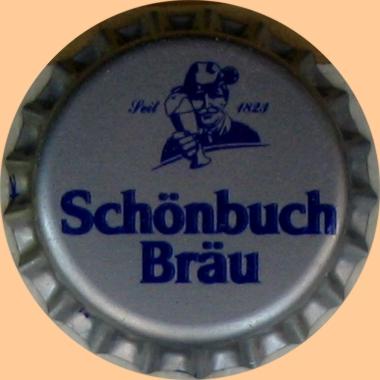 Seit 1823
Schönbuch
Bräu